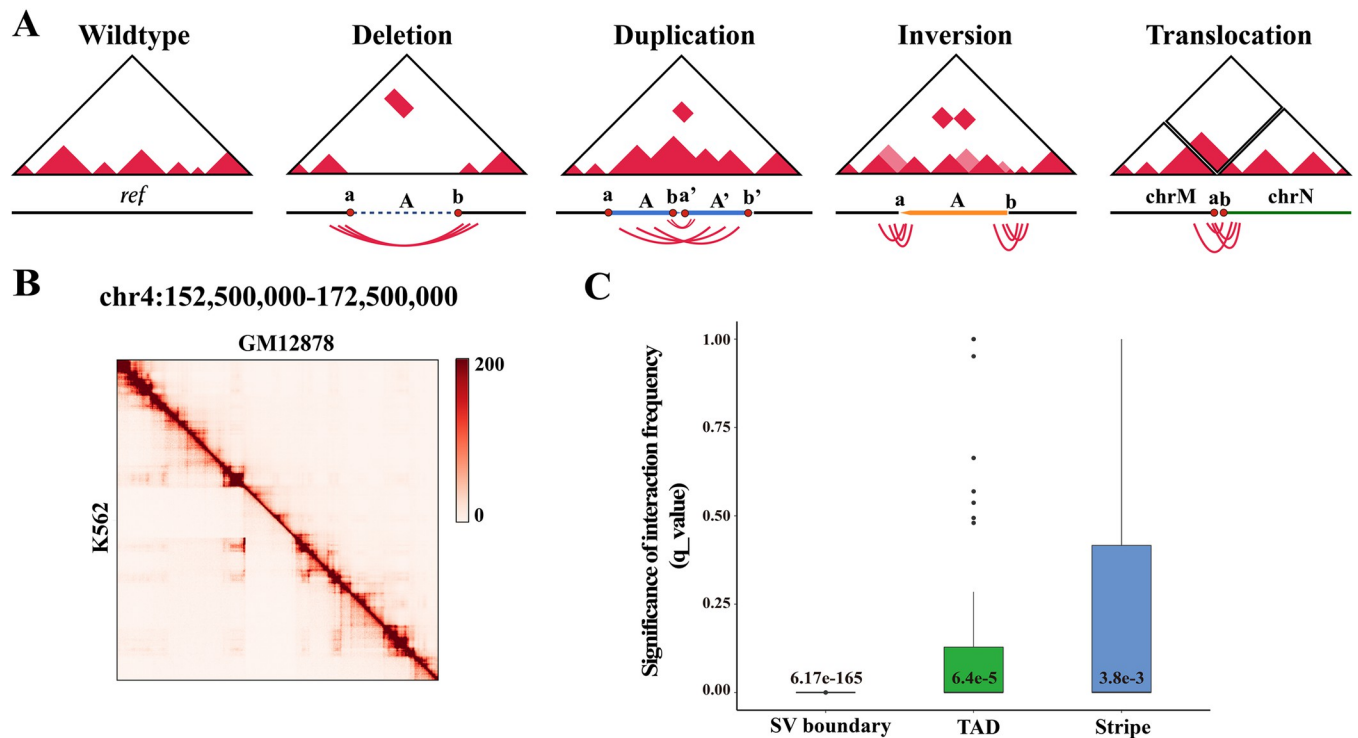 A
Wildtype
Deletion
Duplication
Inversion
Translocation
ref
a A b
A b a’ A’ b’
a A b
chrM ab chrN
B
chr4:152,500,000-172,500,000
GM12878
K562
200
0
C
Significance of interaction frequency
(q_value)
1.00
0.75
0.50
0.25
0.00
6.17e-165
6.4e-5
3.8e-3
SV boundary
TAD
Stripe